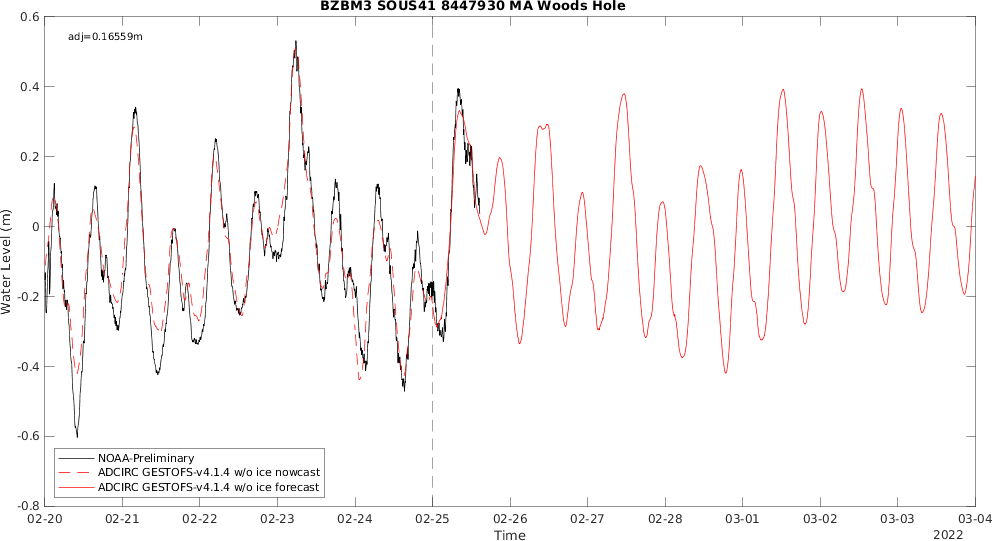 BZBM3 SOUS41 8447930 MA Woods Hole
adj=0.16559m
0.6
0.4
0.2
0
-0.2
-0.4
-0.6
-0.8
Water Level (m)
NOAA-Preliminary
ADCIRC GESTOFS-v4.1.4 w/o ice nowcast
ADCIRC GESTOFS-v4.1.4 w/o ice forecast
02-20 02-21 02-22 02-23 02-24 02-25 02-26 02-27 02-28 03-01 03-02 03-03 03-04
Time
2022